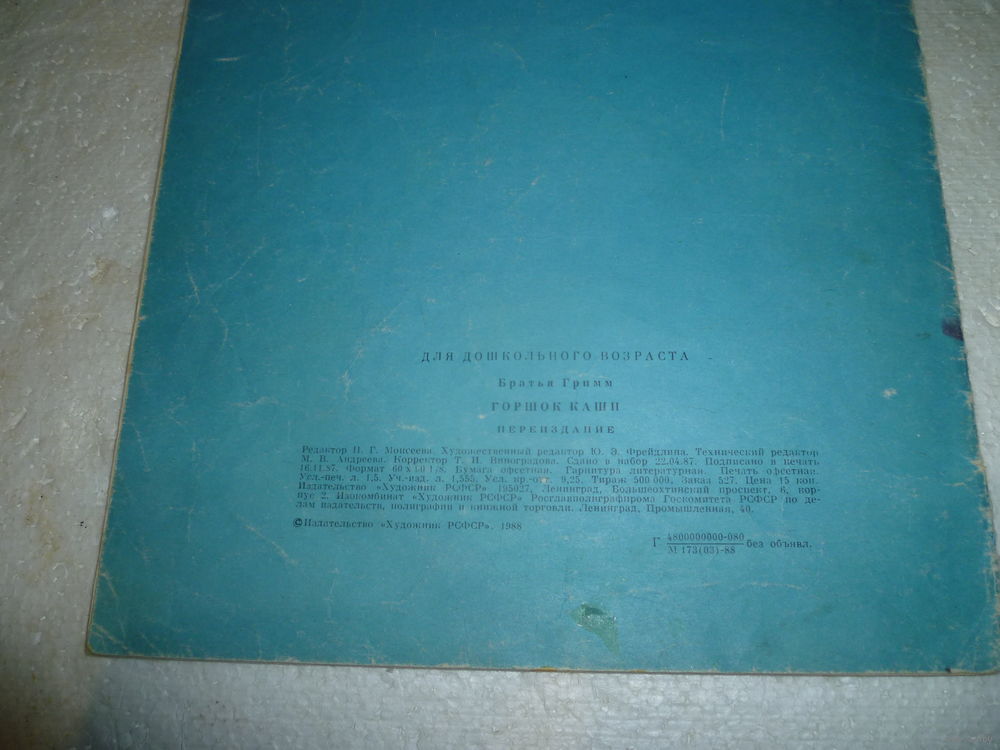 ДЛЯ ДОШКОЛЬНОГО ВОЗРАСТА
Братья Гримм
ГОРШОК КАШИ
ПЕРЕИЗДАНИЕ
Редактор Н. Г. Моисеева. Художественный редактор Ю. Э. Фрейдлина. Технический редактор
М. В. Андреева. Корректор Т. Н. Виноградова. Сдано в набор 22.04.87. Подписано в печать
16.11.87. Формат 60×90 1/8. Бумага офсетная. Гарнитура литературная. Печать офсетная.
Усл.-печ. л. 1,5. Уч.-изд. л. 1,555. Усл. кр.-отт. 9,25. Тираж 500 000. Заказ 527. Цена 15 коп.
Издательство «Художник РСФСР» 195027, Ленинград, Большеохтинский проспект, 6, кор-
пус 2. Изокомбинат «Художник РСФСР» Росглавполиграфпрома Госкомитета РСФСР по де-
лам издательств, полиграфии и книжной торговли. Ленинград, Промышленная, 40.
©Издательство «Художник РСФСР». 1988
Г 4800000000-080 без объявл.
М 173(03)-88